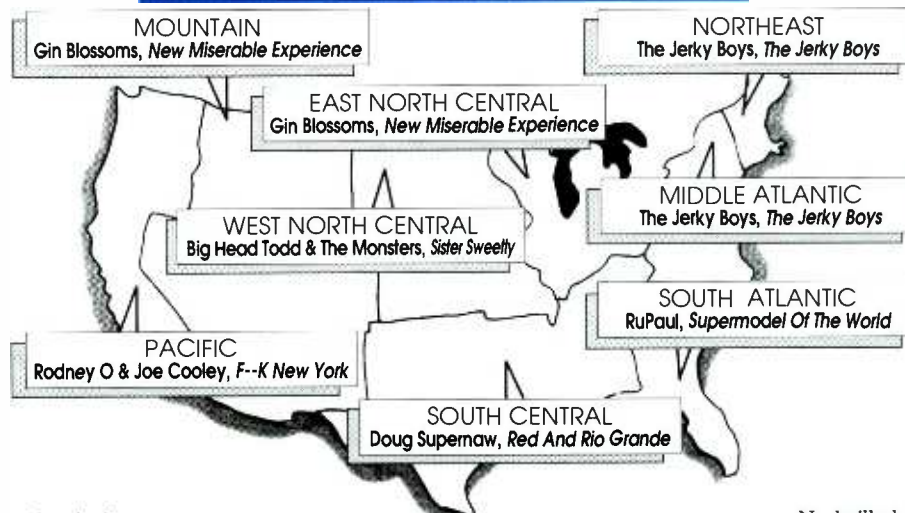 MOUNTAIN
Gin Blossoms, New Miserable Experience
NORTHEAST
The Jerky Boys, The Jerky Boys
EAST NORTH CENTRAL
Gin Blossoms, New Miserable Experience
WEST NORTH CENTRAL
Big Head Todd & The Monsters, Sister Sweetly
MIDDLE ATLANTIC
The Jerky Boys, The Jerky Boys
SOUTH ATLANTIC
RuPaul, Supermodel Of The World
PACIFIC
Rodney O & Joe Cooley, F--K New York
SOUTH CENTRAL
Doug Supernaw, Red And Rio Grande